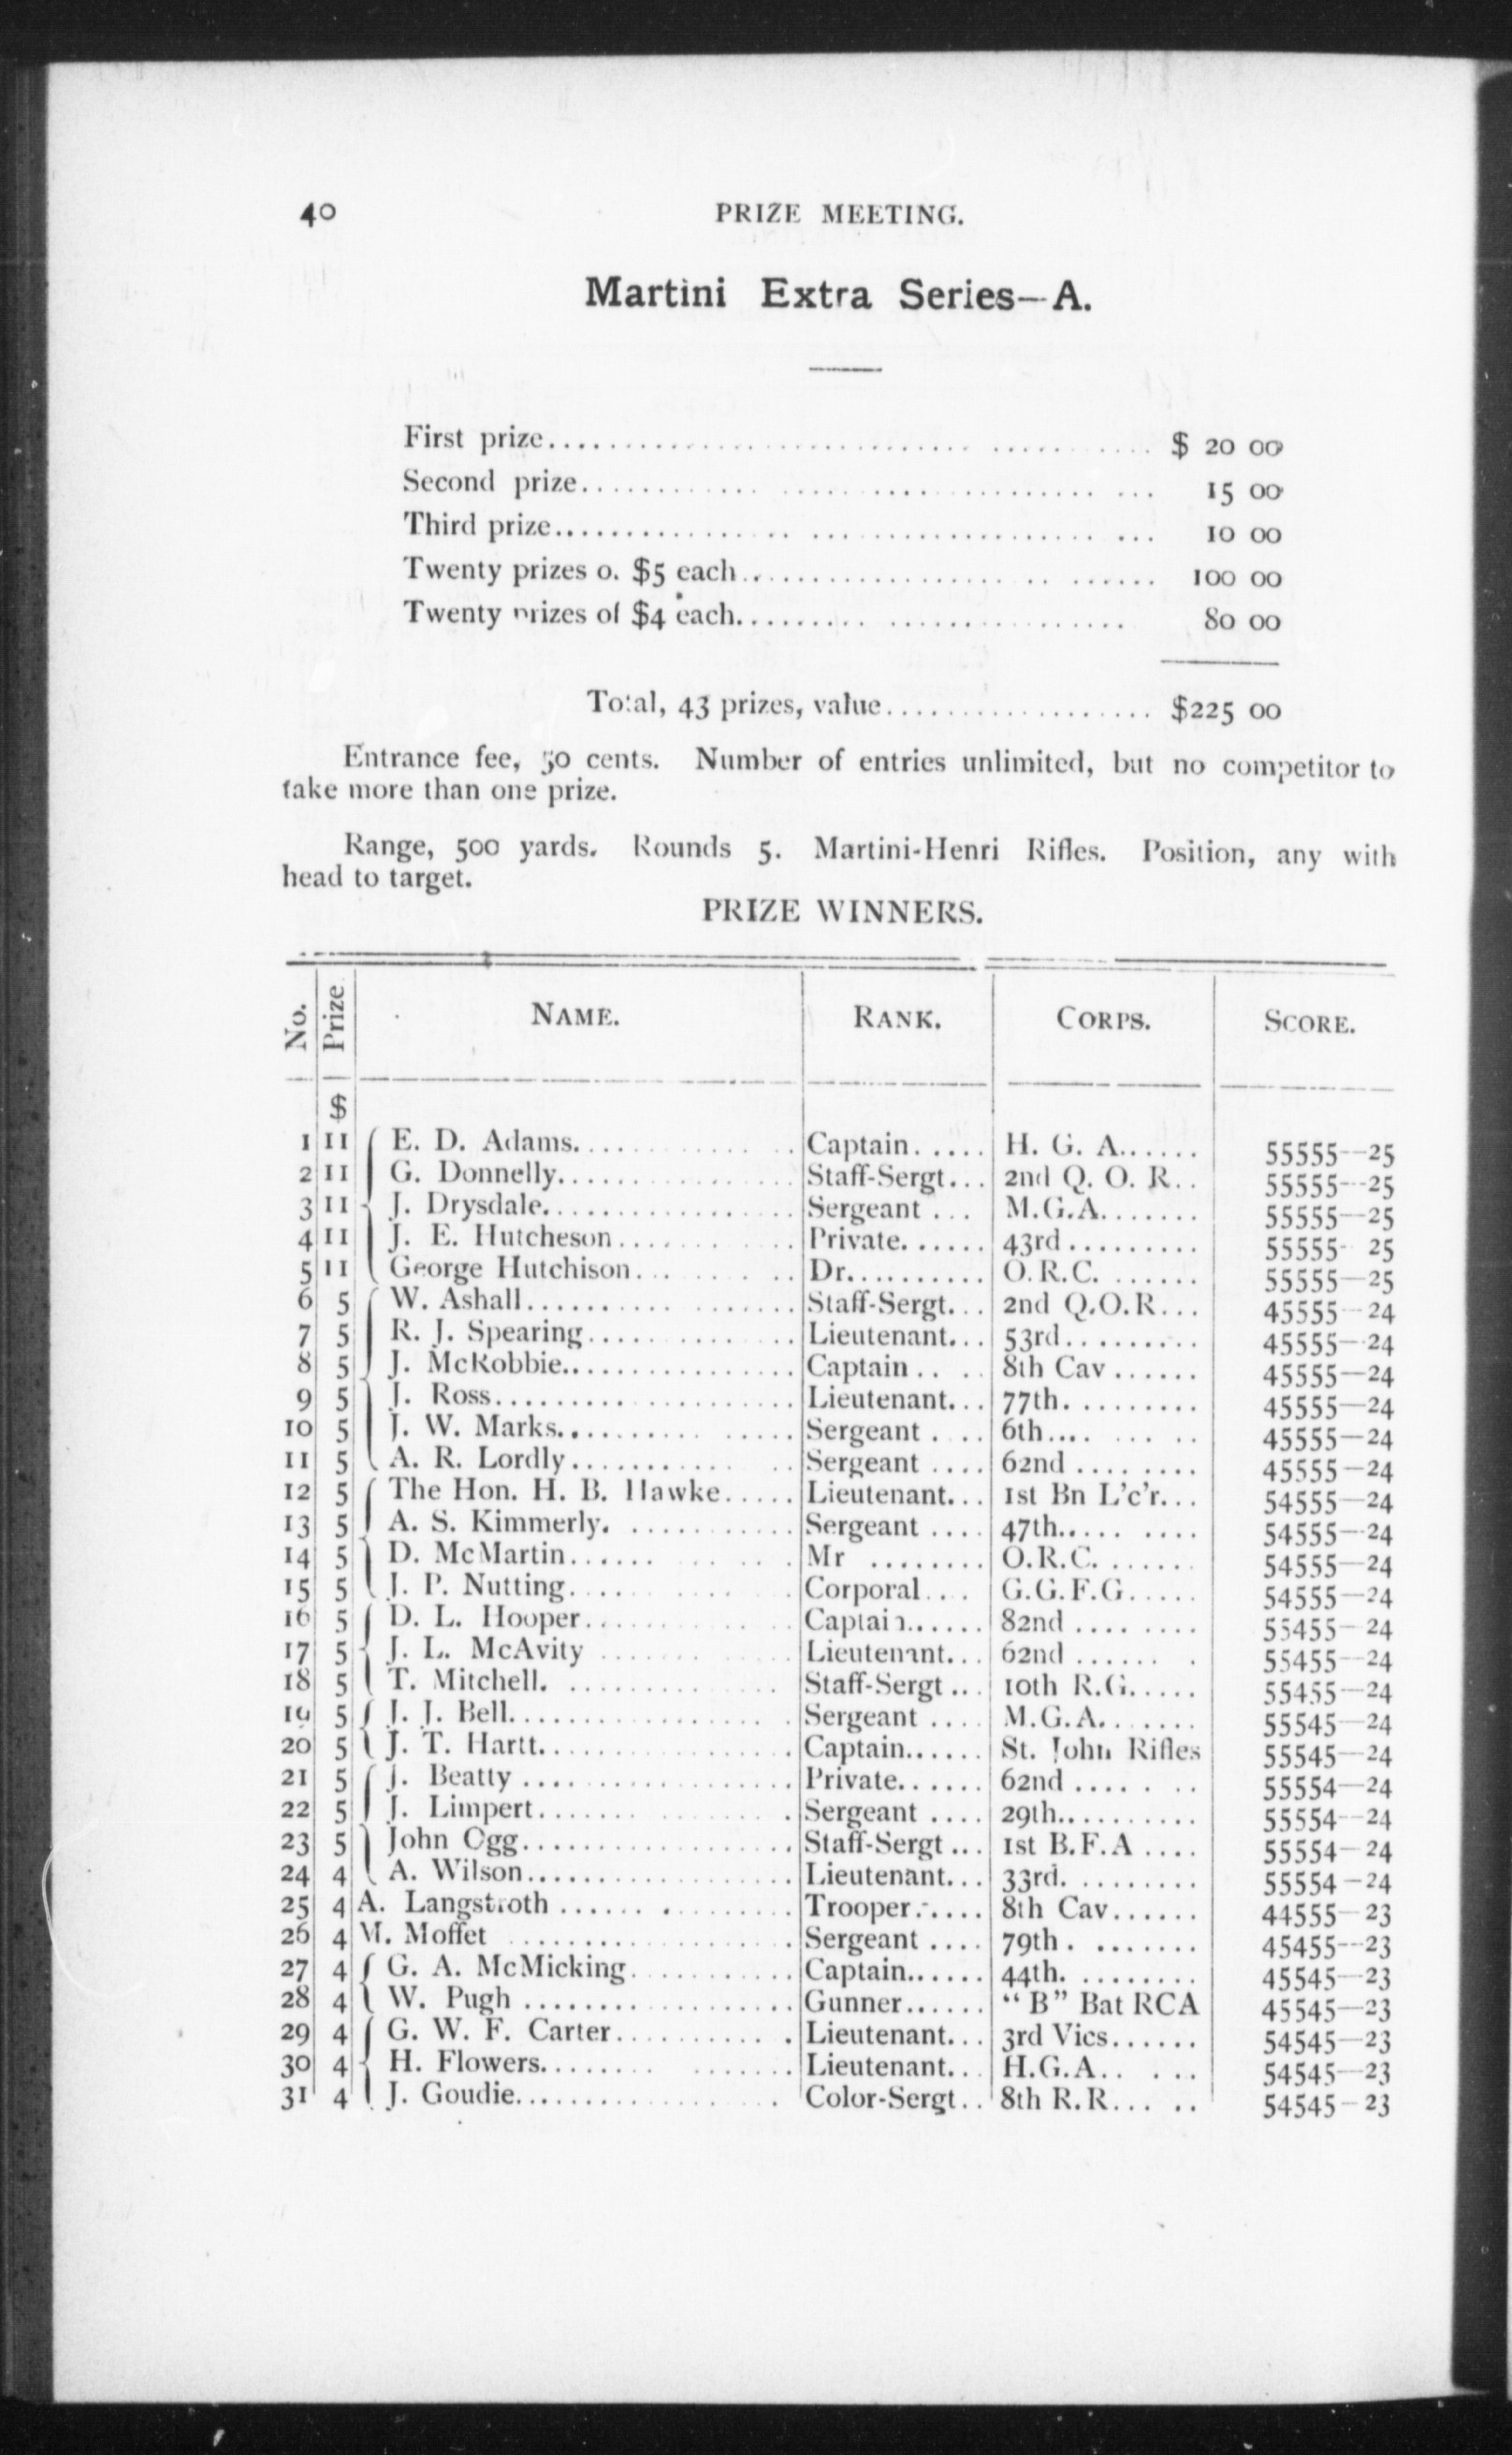 40 PRIZE MEETING.
Martini Extra Series—A.
First prize.......... $ 20 00
Second prize.......... 15 00
Third prize.......... 10 00
Twenty prizes o. $5 each.......... 100 00
Twenty prizes of $4 each.......... 80 00
Total, 43 prizes, value.......... $225 00
Entrance fee, 50 cents. Number of entries unlimited, but no competitor to
take more than one prize.
Range, 500 yards. Rounds 5. Martini-Henri Rifles. Position, any with
head to target.
PRIZE WINNERS.
No. Prize NAME. RANK. CORPS. SCORE.
$
1 11 E. D. Adams.......... Captain...... H. G. A...... 55555—25
2 11 G. Donnelly.......... Staff-Sergt... 2nd Q. O. R.. 55555—25
3 11 J. Drysdale.......... Sergeant ... M.G.A....... 55555—25
4 11 J. E. Hutcheson.......... Private...... 43rd......... 55555- 25
5 11 George Hutchison.......... Dr.......... O.R.C. ...... 55555—25
6 5 W. Ashall.......... Staff-Sergt... 2nd Q.O.R... 45555—24
7 5 R. J. Spearing.......... Lieutenant... 53rd......... 45555—24
8 5 J. McRobbie.......... Captain .. .. 8th Cav ...... 45555—24
9 5 J. Ross.......... Lieutenant... 77th......... 45555—24
10 5 J. W. Marks.......... Sergeant . .. 6th.... ... .. 45555—24
11 5 A. R. Lordly.......... Sergeant .... 62nd ........ 45555—24
12 5 The Hon. H. B. Hawke..... Lieutenant... 1st Bn L'c'r... 54555—24
13 5 A. S. Kimmerly. .......... Sergeant .... 47th..... .... 54555—24
14 5 D. McMartin.......... Mr ........ O.R.C. ...... 54555—24
15 5 J. P. Nutting.......... Corporal.... G.G.F.G..... 54555—24
16 5 D. L. Hooper.......... Captain...... 82nd ........ 55455—24
17 5 J. L. McAvity .......... Lieutenant... 62nd ...... . 55455—24
18 5 T. Mitchell. .......... Staff-Sergt... 10th R.G..... 55455—24
19 5 J. J. Bell.......... Sergeant .... M.G.A....... 55545—24
20 5 J. T. Hartt.......... Captain...... St. John Rifles 55545—24
21 5 J. Beatty .......... Private...... 62nd .... . .. 55554—24
22 5 J. Limpert.......... Sergeant .... 29th.......... 55554—24
23 5 John Ogg.......... Staff-Sergt... 1st B.F.A .... 55554—24
24 4 A. Wilson.......... Lieutenant... 33rd. ........ 55554—24
25 4 A. Langstroth .......... Trooper..... 8th Cav...... 44555—23
26 4 M. Moffet .......... Sergeant .... 79th. ....... 45455—23
27 4 G. A. McMicking.......... Captain...... 44th. ........ 45545—23
28 4 W. Pugh .......... Gunner...... "B" Bat RCA 45545—23
29 4 G. W. F. Carter.......... Lieutenant... 3rd Vics...... 54545—23
30 4 H. Flowers.......... Lieutenant... H.G.A.. . ... 54545—23
31 4 J. Goudie.......... Color-Sergt.. 8th R.R... .. 54545—23